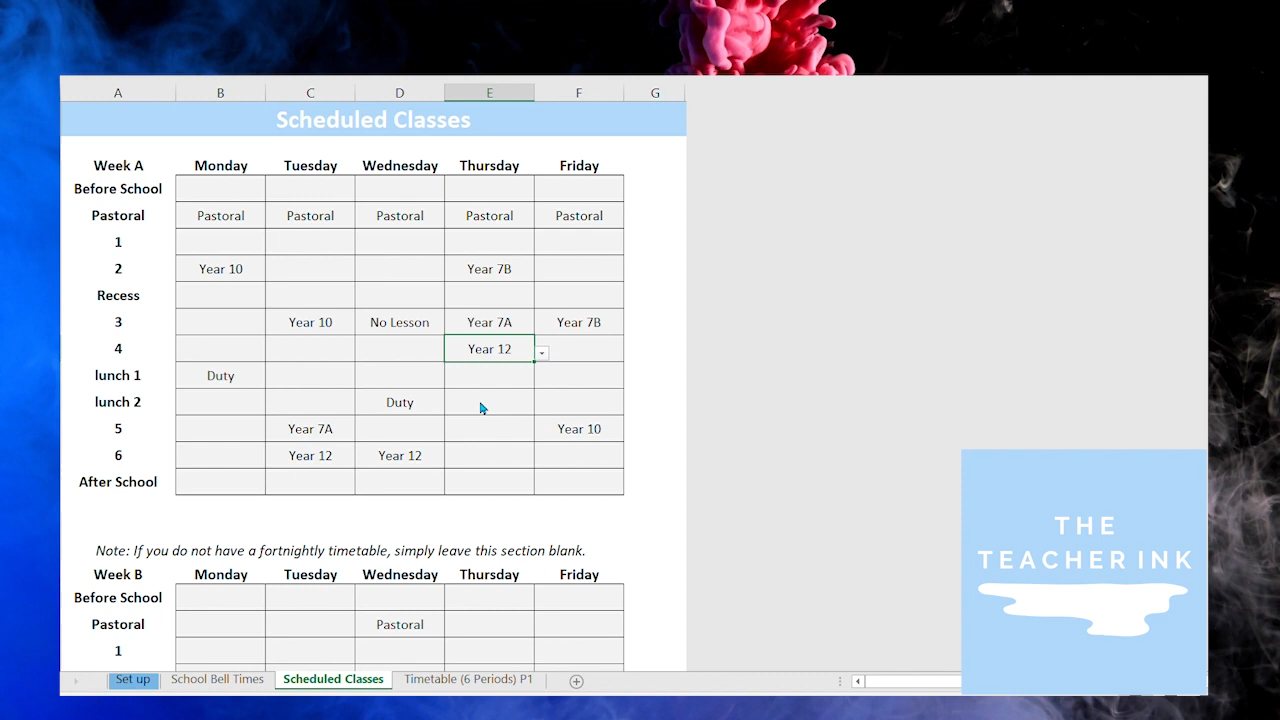 A B C D E F G
Scheduled Classes
Week A Monday Tuesday Wednesday Thursday Friday
Before School
Pastoral Pastoral Pastoral Pastoral Pastoral Pastoral
1
2 Year 10 Year 7B
Recess
3 Year 10 No Lesson Year 7A Year 7B
4 Year 12
lunch 1 Duty
lunch 2 Duty
5 Year 7A Year 10
6 Year 12 Year 12
After School
Note: If you do not have a fortnightly timetable, simply leave this section blank.
Week B Monday Tuesday Wednesday Thursday Friday
Before School
Pastoral Pastoral
1
Set up School Bell Times Scheduled Classes Timetable (6 Periods) P1
THE
TEACHER INK